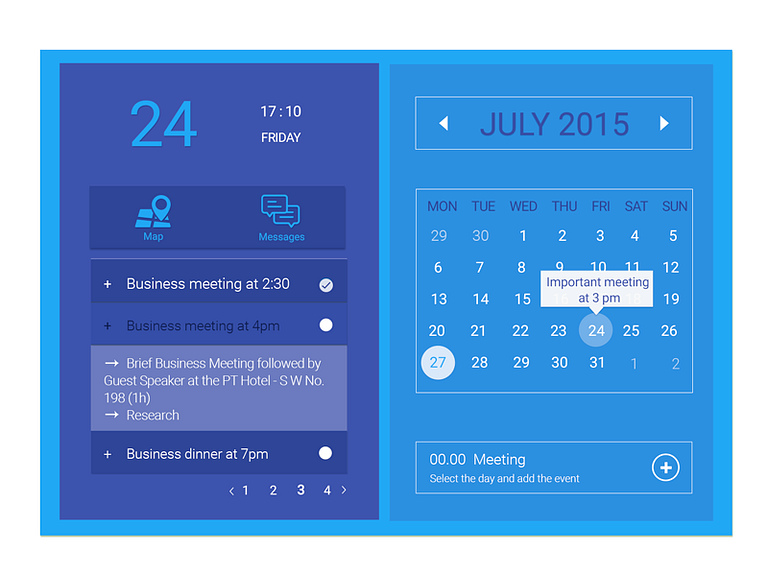 24
17 : 10
FRIDAY
Map
Messages
+ Business meeting at 2:30
+ Business meeting at 4pm
→ Brief Business Meeting followed by
Guest Speaker at the PT Hotel - S W No.
198 (1h)
→ Research
+ Business dinner at 7pm
‹ 1 2 3 4 ›
JULY 2015
MON TUE WED THU FRI SAT SUN
29 30 1 2 3 4 5
6 7 8 9 10 11 12
Important meeting
at 3 pm
13 14 15 19
20 21 22 23 24 25 26
27 28 29 30 31 1 2
00.00 Meeting
Select the day and add the event